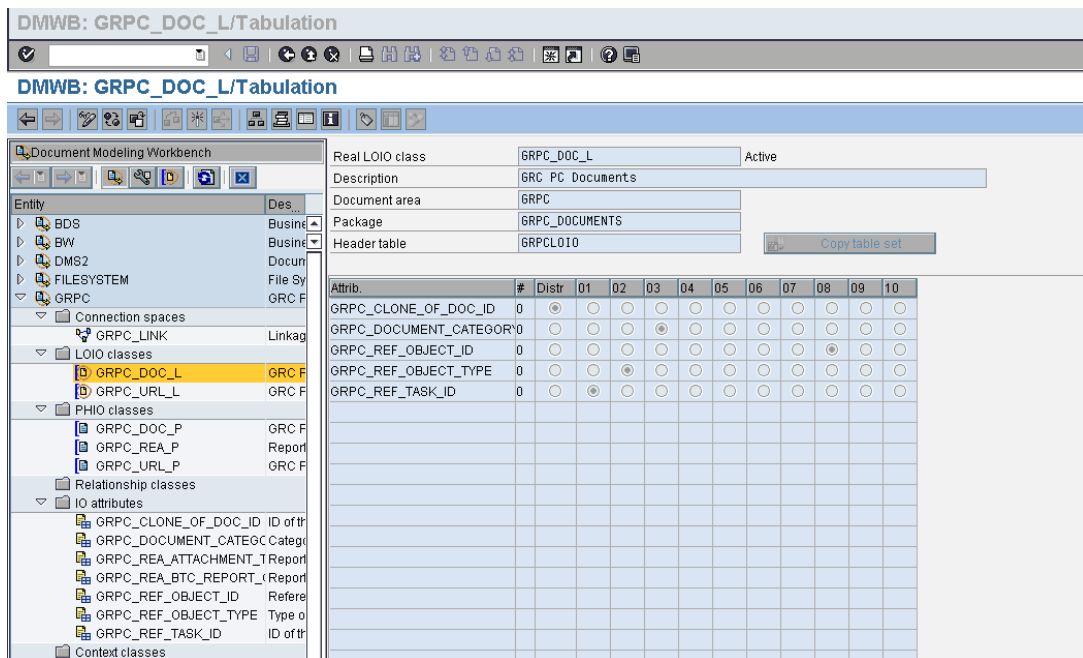 DMWB: GRPC_DOC_L/Tabulation
DMWB: GRPC_DOC_L/Tabulation
Document Modeling Workbench
Entity Des...
BDS Busine
BW Busine
DMS2 Docum
FILESYSTEM File Sy
GRPC GRC F
Connection spaces
GRPC_LINK Linkag
LOIO classes
GRPC_DOC_L GRC F
GRPC_URL_L GRC F
PHIO classes
GRPC_DOC_P GRC F
GRPC_REA_P Report
GRPC_URL_P GRC F
Relationship classes
IO attributes
GRPC_CLONE_OF_DOC_ID ID of th
GRPC_DOCUMENT_CATEGO Catego
GRPC_REA_ATTACHMENT_T Report
GRPC_REA_BTC_REPORT_ Report
GRPC_REF_OBJECT_ID Refere
GRPC_REF_OBJECT_TYPE Type o
GRPC_REF_TASK_ID ID of th
Context classes
Real LOIO class GRPC_DOC_L Active
Description GRC PC Documents
Document area GRPC
Package GRPC_DOCUMENTS
Header table GRPCLOIO Copy table set
Attrib. # Distr 01 02 03 04 05 06 07 08 09 10
GRPC_CLONE_OF_DOC_ID 0
GRPC_DOCUMENT_CATEGORY 0
GRPC_REF_OBJECT_ID 0
GRPC_REF_OBJECT_TYPE 0
GRPC_REF_TASK_ID 0